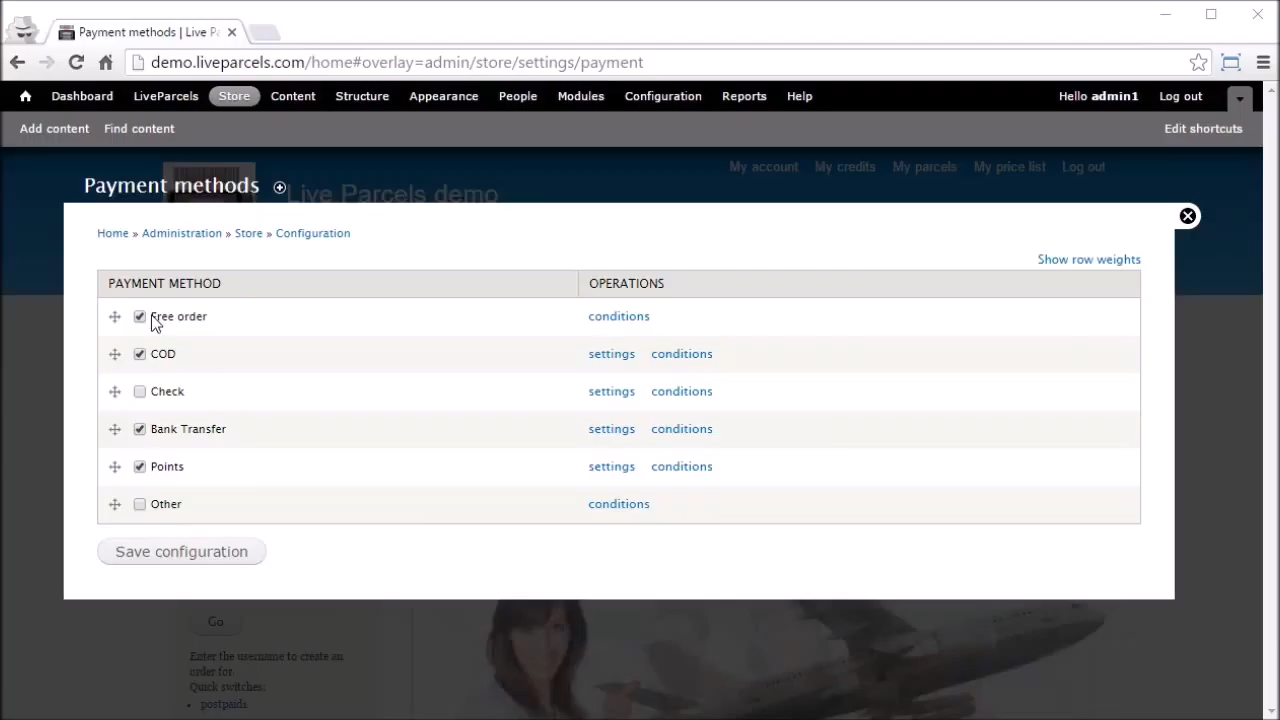 Payment methods | Live Pa
demo.liveparcels.com/home#overlay=admin/store/settings/payment
Dashboard LiveParcels Store Content Structure Appearance People Modules Configuration Reports Help Hello admin1 Log out
Add content Find content Edit shortcuts
My account My credits My parcels My price list Log out
Payment methods
Live Parcels demo
Home » Administration » Store » Configuration
Show row weights
PAYMENT METHOD OPERATIONS
Free order conditions
COD settings conditions
Check settings conditions
Bank Transfer settings conditions
Points settings conditions
Other conditions
Save configuration
Go
Enter the username to create an
order for.
Quick switches:
• postpaida